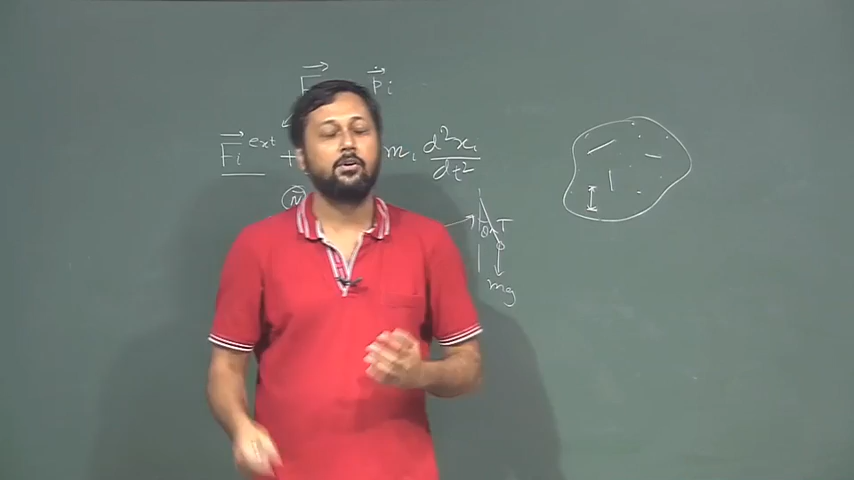 F⃗ ṗ⃗ᵢ
F⃗ᵢ ext + mᵢ d²xᵢ/dt²
θ T
mg